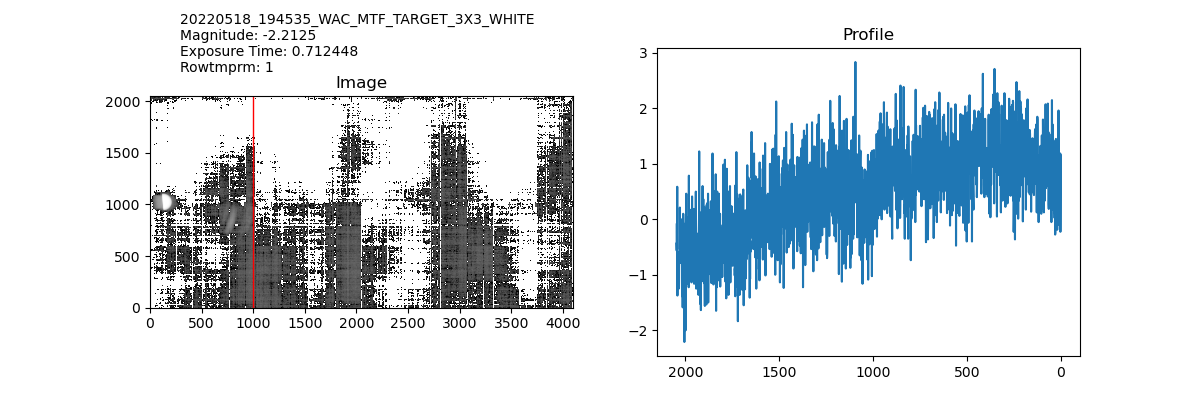 20220518_194535_WAC_MTF_TARGET_3X3_WHITE
Magnitude: -2.2125
Exposure Time: 0.712448
Rowtmprm: 1
Image
2000
1500
1000
500
0
0 500 1000 1500 2000 2500 3000 3500 4000
Profile
3
2
1
0
−1
−2
2000 1500 1000 500 0